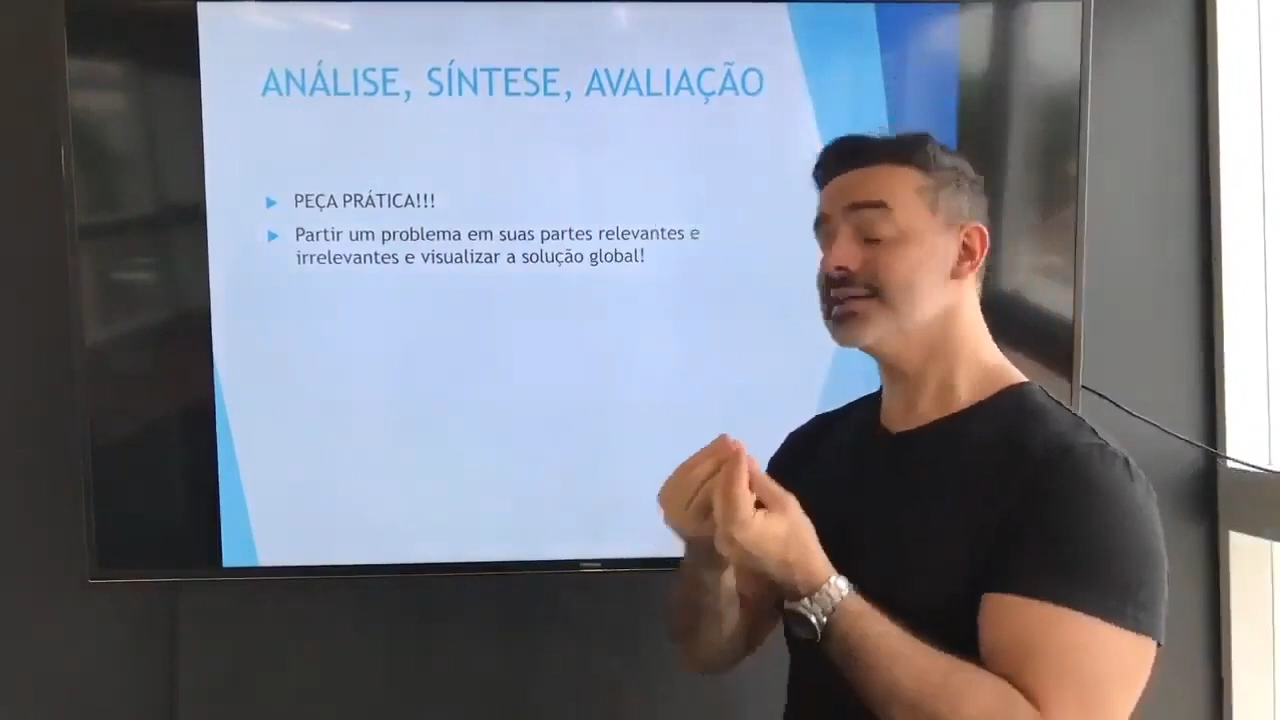 ANÁLISE, SÍNTESE, AVALIAÇÃO
PEÇA PRÁTICA!!!
Partir um problema em suas partes relevantes e
irrelevantes e visualizar a solução global!